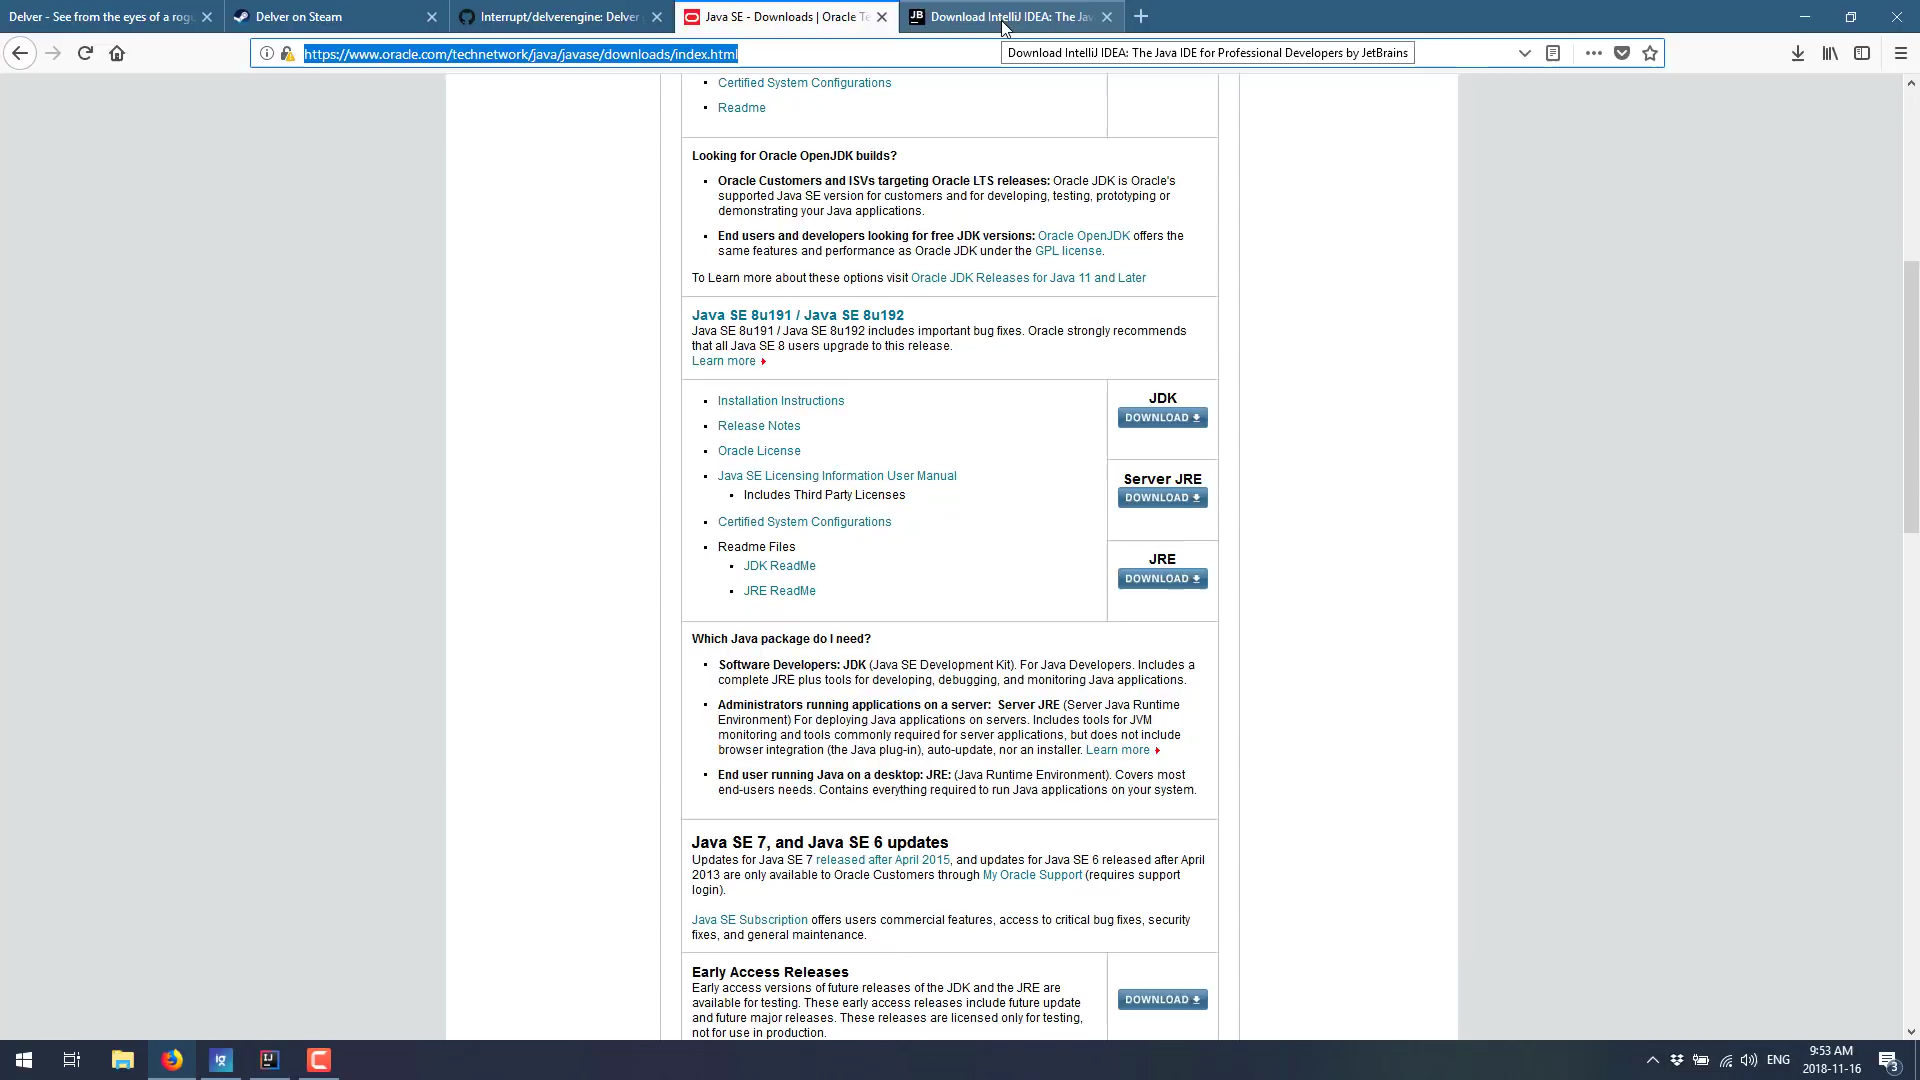 Delver - See from the eyes of a rog
Delver on Steam
Interrupt/delverengine: Delver
Java SE - Downloads | Oracle Te
JB
Download IntelliJ IDEA: The Jav
https://www.oracle.com/technetwork/java/javase/downloads/index.html
Download IntelliJ IDEA: The Java IDE for Professional Developers by JetBrains
Certified System Configurations
Readme
Looking for Oracle OpenJDK builds?
Oracle Customers and ISVs targeting Oracle LTS releases: Oracle JDK is Oracle's
supported Java SE version for customers and for developing, testing, prototyping or
demonstrating your Java applications.
End users and developers looking for free JDK versions: Oracle OpenJDK offers the
same features and performance as Oracle JDK under the GPL license.
To Learn more about these options visit Oracle JDK Releases for Java 11 and Later
Java SE 8u191 / Java SE 8u192
Java SE 8u191 / Java SE 8u192 includes important bug fixes. Oracle strongly recommends
that all Java SE 8 users upgrade to this release.
Learn more
Installation Instructions
Release Notes
Oracle License
Java SE Licensing Information User Manual
Includes Third Party Licenses
Certified System Configurations
Readme Files
JDK ReadMe
JRE ReadMe
JDK
DOWNLOAD
Server JRE
DOWNLOAD
JRE
DOWNLOAD
Which Java package do I need?
Software Developers: JDK (Java SE Development Kit). For Java Developers. Includes a
complete JRE plus tools for developing, debugging, and monitoring Java applications.
Administrators running applications on a server: Server JRE (Server Java Runtime
Environment) For deploying Java applications on servers. Includes tools for JVM
monitoring and tools commonly required for server applications, but does not include
browser integration (the Java plug-in), auto-update, nor an installer. Learn more
End user running Java on a desktop: JRE: (Java Runtime Environment). Covers most
end-users needs. Contains everything required to run Java applications on your system.
Java SE 7, and Java SE 6 updates
Updates for Java SE 7 released after April 2015, and updates for Java SE 6 released after April
2013 are only available to Oracle Customers through My Oracle Support (requires support
login).
Java SE Subscription offers users commercial features, access to critical bug fixes, security
fixes, and general maintenance.
Early Access Releases
Early access versions of future releases of the JDK and the JRE are
available for testing. These early access releases include future update
and future major releases. These releases are licensed only for testing,
not for use in production.
DOWNLOAD
IJ
ENG
9:53 AM
2018-11-16
3